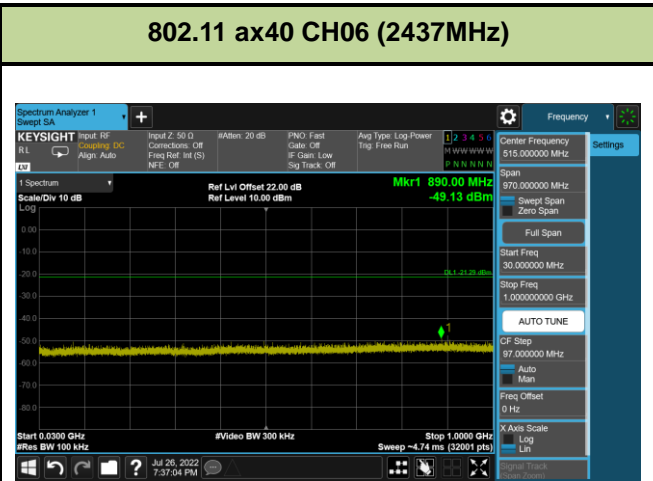 802.11 ax40 CH06 (2437MHz)
Spectrum Analyzer 1
Swept SA
+
Frequency
KEYSIGHT
RL
LXI
Input: RF
Coupling: DC
Align: Auto
Input Z: 50 Ω
Corrections: Off
Freq Ref: Int (S)
NFE: Off
#Atten: 20 dB
PNO: Fast
Gate: Off
IF Gain: Low
Sig Track: Off
Avg Type: Log-Power
Trig: Free Run
1 2 3 4 5 6
M W W W W W
P N N N N N
1 Spectrum
Scale/Div 10 dB
Log
Ref Lvl Offset 22.00 dB
Ref Level 10.00 dBm
Mkr1 890.00 MHz
-49.13 dBm
0.00
-10.0
-20.0
-30.0
-40.0
-50.0
-60.0
-70.0
-80.0
DL1 -21.29 dBm
1
Start 0.0300 GHz
#Res BW 100 kHz
#Video BW 300 kHz
Stop 1.0000 GHz
Sweep ~4.74 ms (32001 pts)
Center Frequency
515.000000 MHz
Settings
Span
970.000000 MHz
Swept Span
Zero Span
Full Span
Start Freq
30.000000 MHz
Stop Freq
1.000000000 GHz
AUTO TUNE
CF Step
97.000000 MHz
Auto
Man
Freq Offset
0 Hz
X Axis Scale
Log
Lin
Signal Track
(Span Zoom)
?
Jul 26, 2022
7:37:04 PM